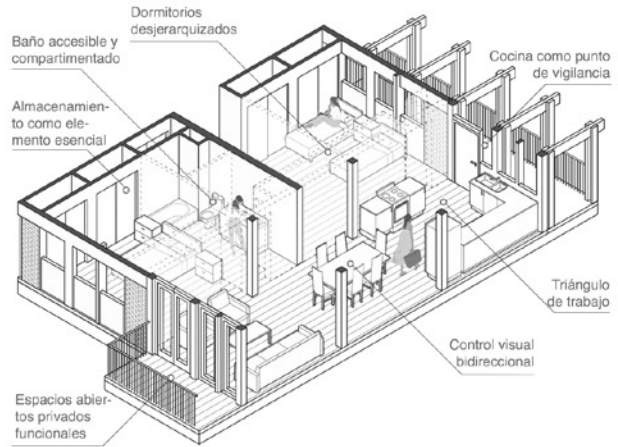 Dormitorios
desjerarquizados
Baño accesible y
compartimentado
Cocina como punto
de vigilancia
Almacenamien-
to como ele-
mento esencial
Triángulo
de trabajo
Control visual
bidireccional
Espacios abier-
tos privados
funcionales